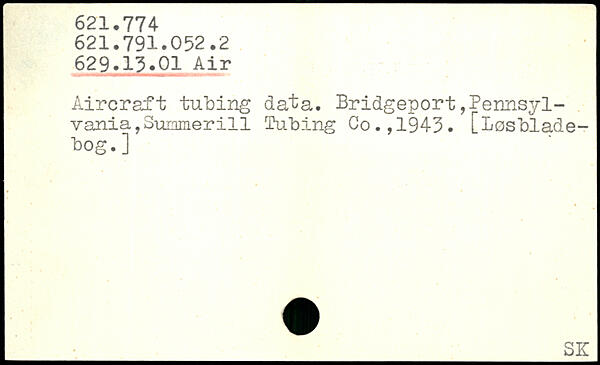 621.774
621.791.052.2
629.13.01 Air
Aircraft tubing data. Bridgeport,Pennsyl-
vania,Summerill Tubing Co.,1943. [Løsblade-
bog.]
SK